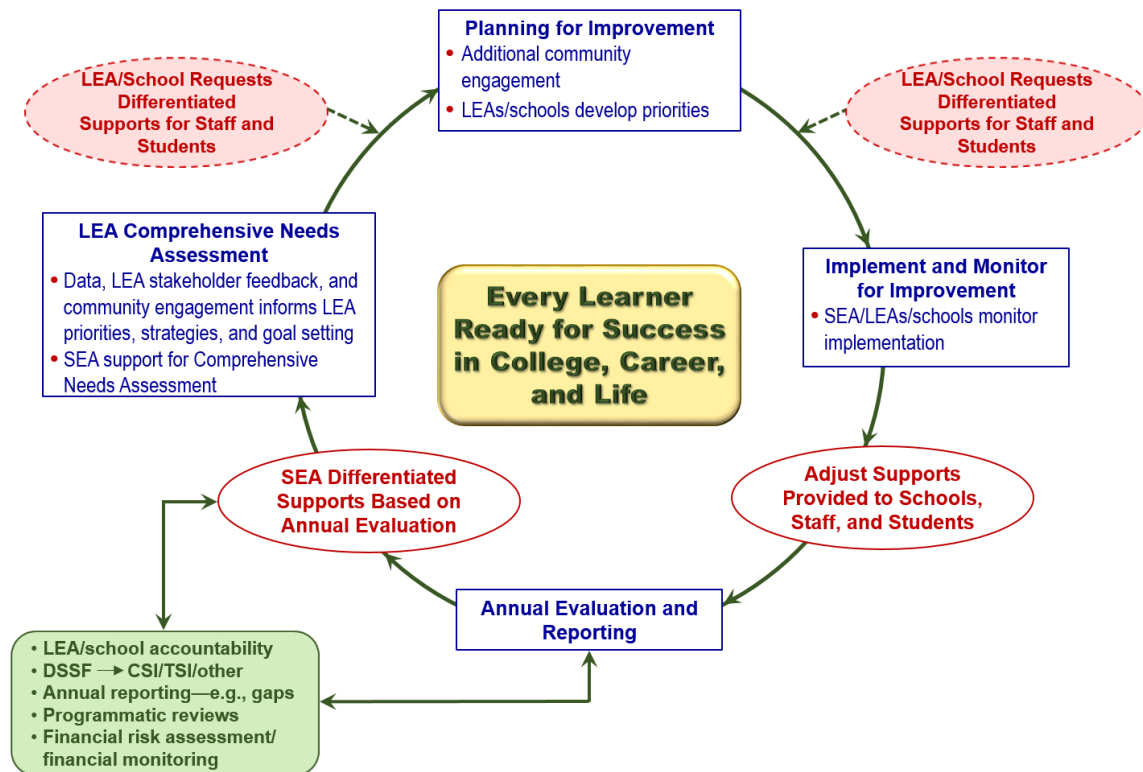 Planning for Improvement
• Additional community
engagement
• LEAs/schools develop priorities
LEA/School Requests
Differentiated
Supports for Staff and
Students
LEA/School Requests
Differentiated
Supports for Staff and
Students
LEA Comprehensive Needs
Assessment
• Data, LEA stakeholder feedback, and
community engagement informs LEA
priorities, strategies, and goal setting
• SEA support for Comprehensive
Needs Assessment
Every Learner
Ready for Success
in College, Career,
and Life
Implement and Monitor
for Improvement
• SEA/LEAs/schools monitor
implementation
SEA Differentiated
Supports Based on
Annual Evaluation
Adjust Supports
Provided to Schools,
Staff, and Students
Annual Evaluation and
Reporting
• LEA/school accountability
• DSSF → CSI/TSI/other
• Annual reporting—e.g., gaps
• Programmatic reviews
• Financial risk assessment/
financial monitoring